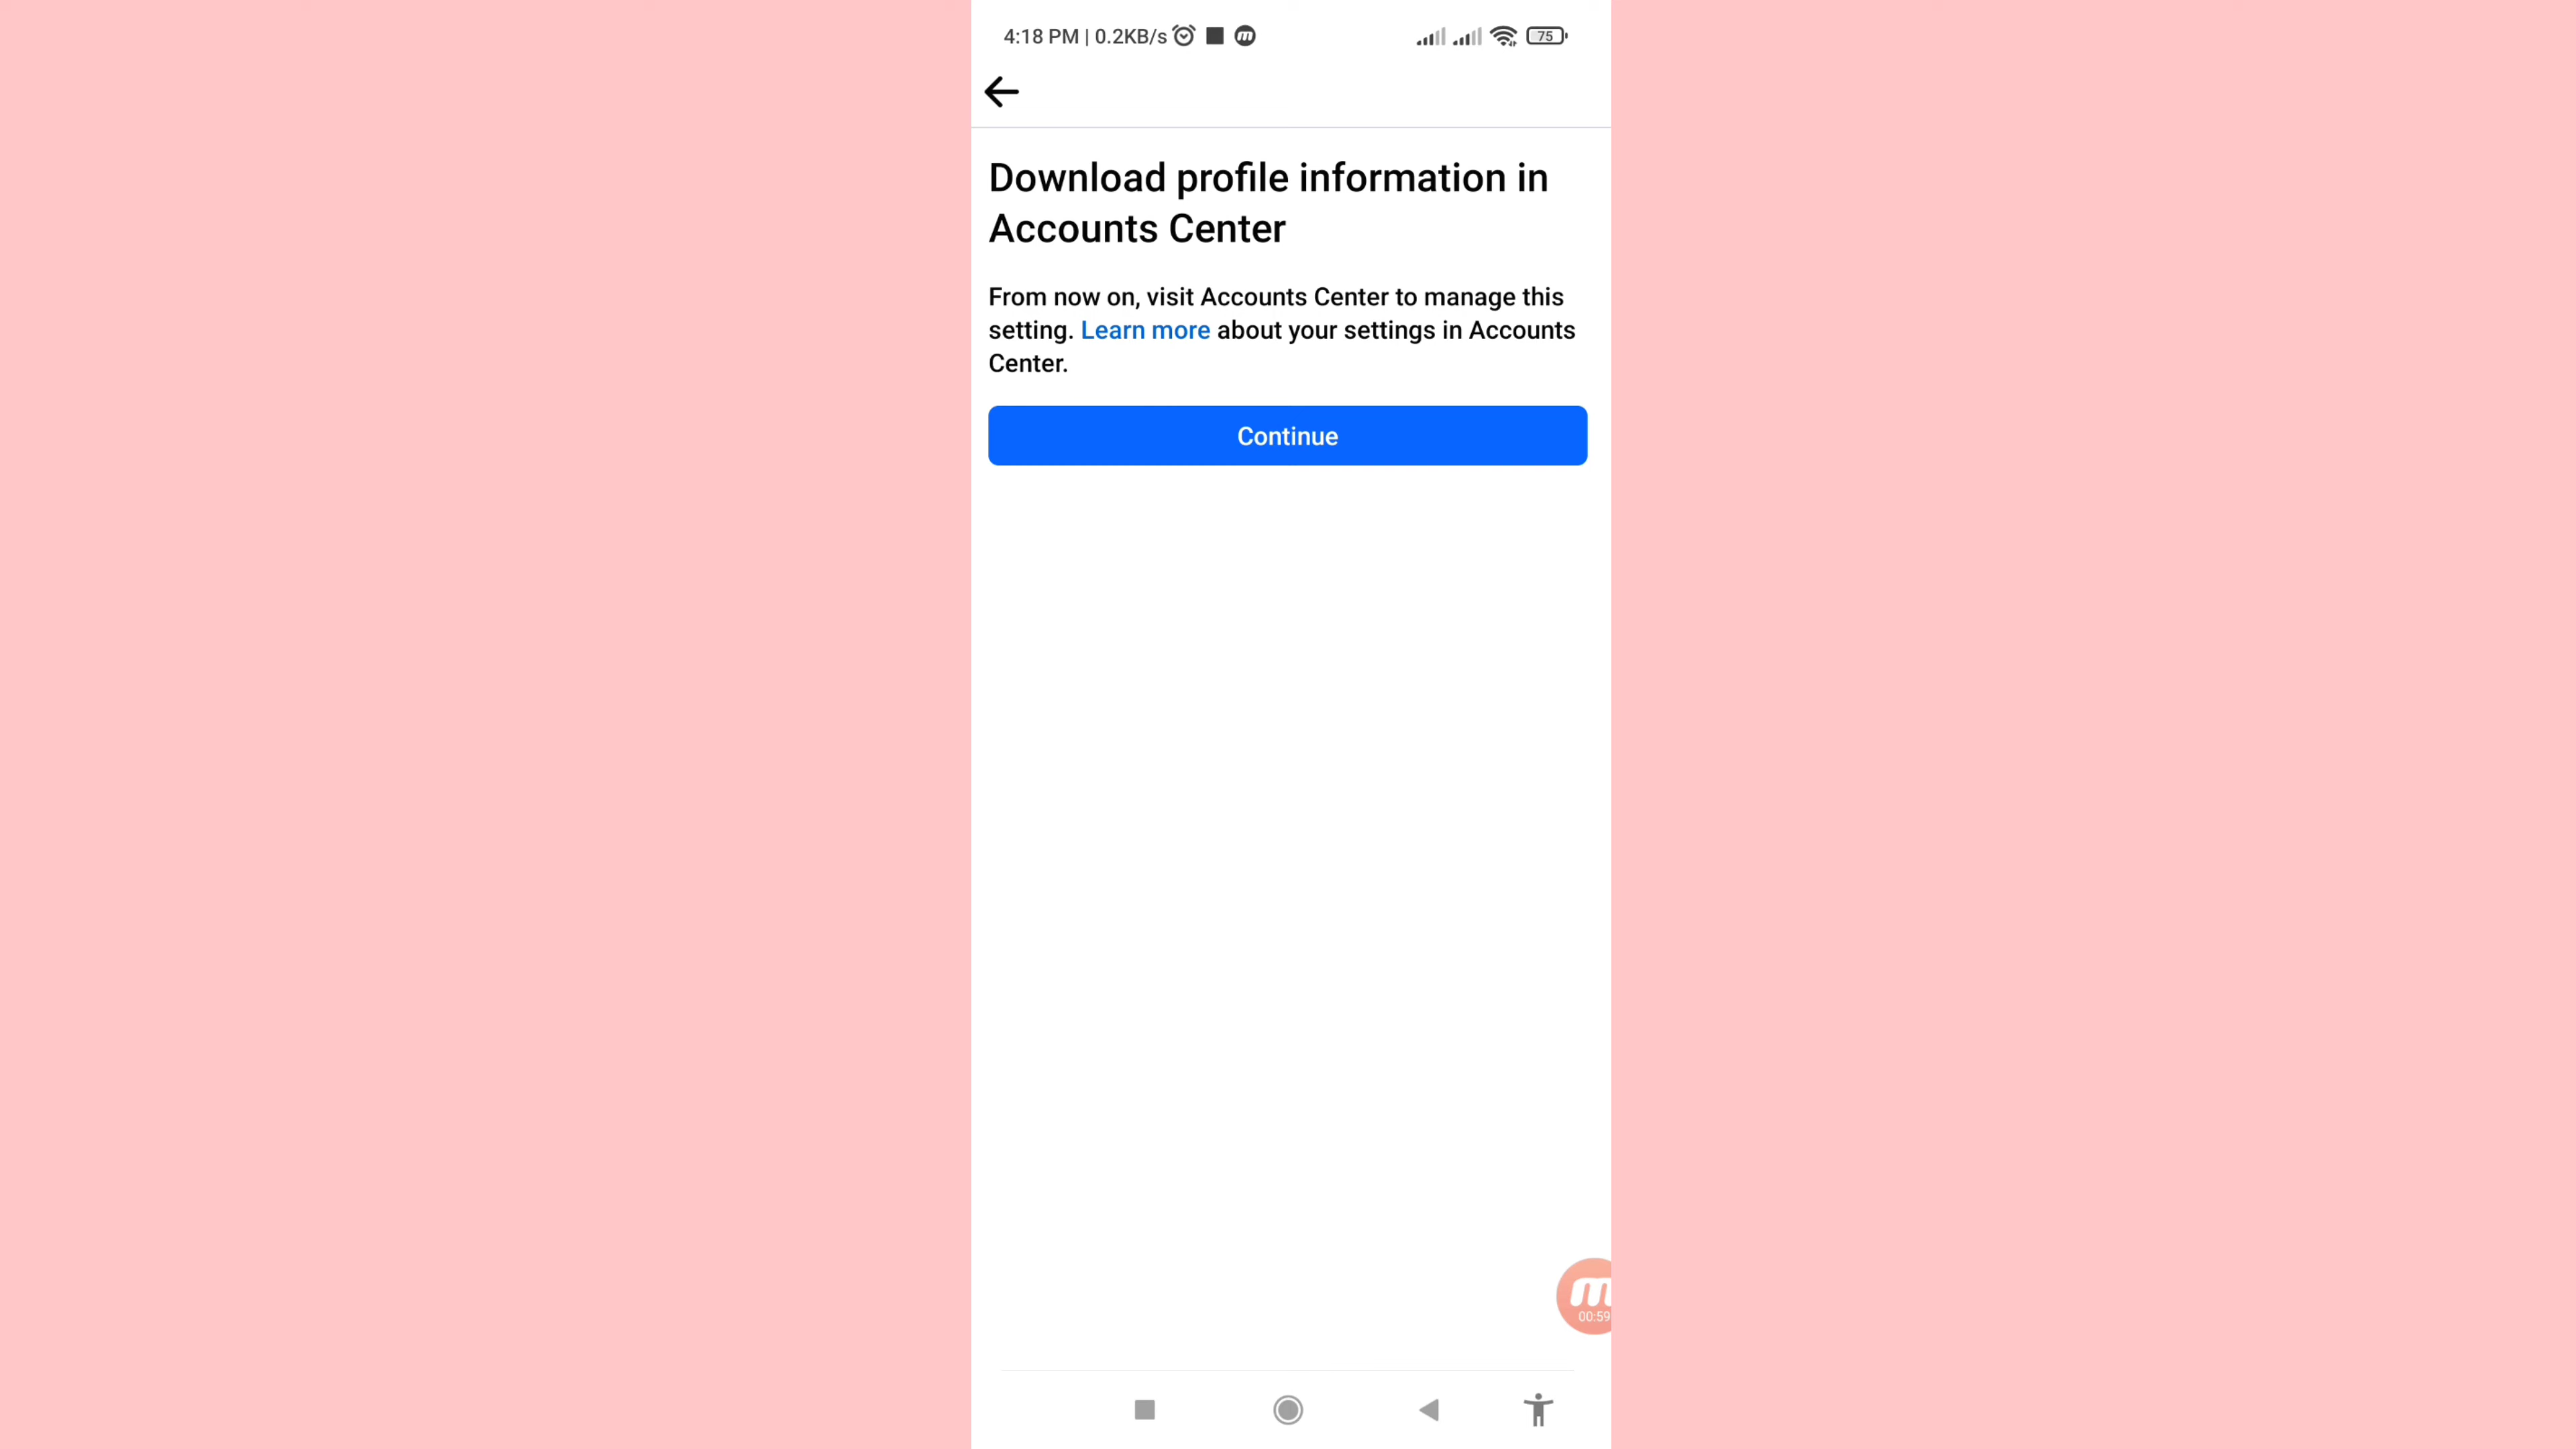 4:18 PM | 0.2KB/s m 75
Download profile information in
Accounts Center
From now on, visit Accounts Center to manage this
setting. Learn more about your settings in Accounts
Center.
Continue
m
00:59